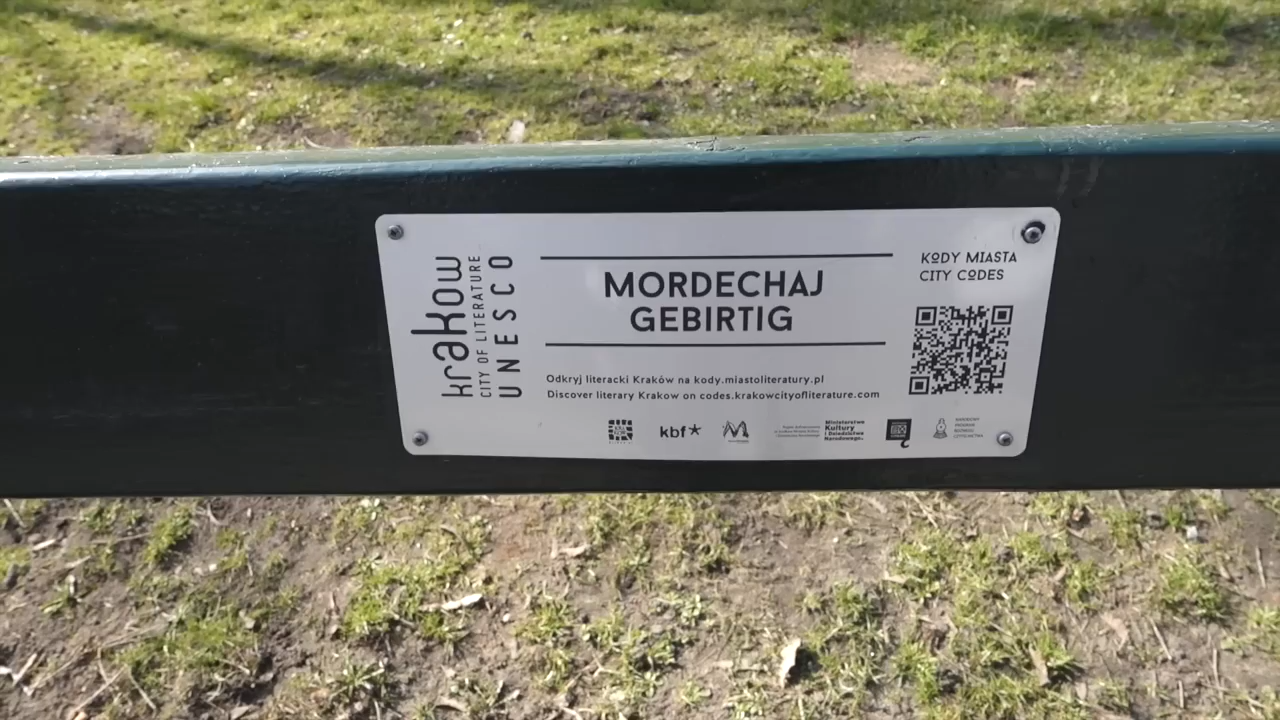 krakow
CITY OF LITERATURE
UNESCO
MORDECHAJ
GEBIRTIG
Odkryj literacki Kraków na kody.miastoliteratury.pl
Discover literary Krakow on codes.krakowcityofliterature.com
KODY MIASTA
CITY CODES
kbf*
Ministerstwo
Kultury
i Dziedzictwa
Narodowego.